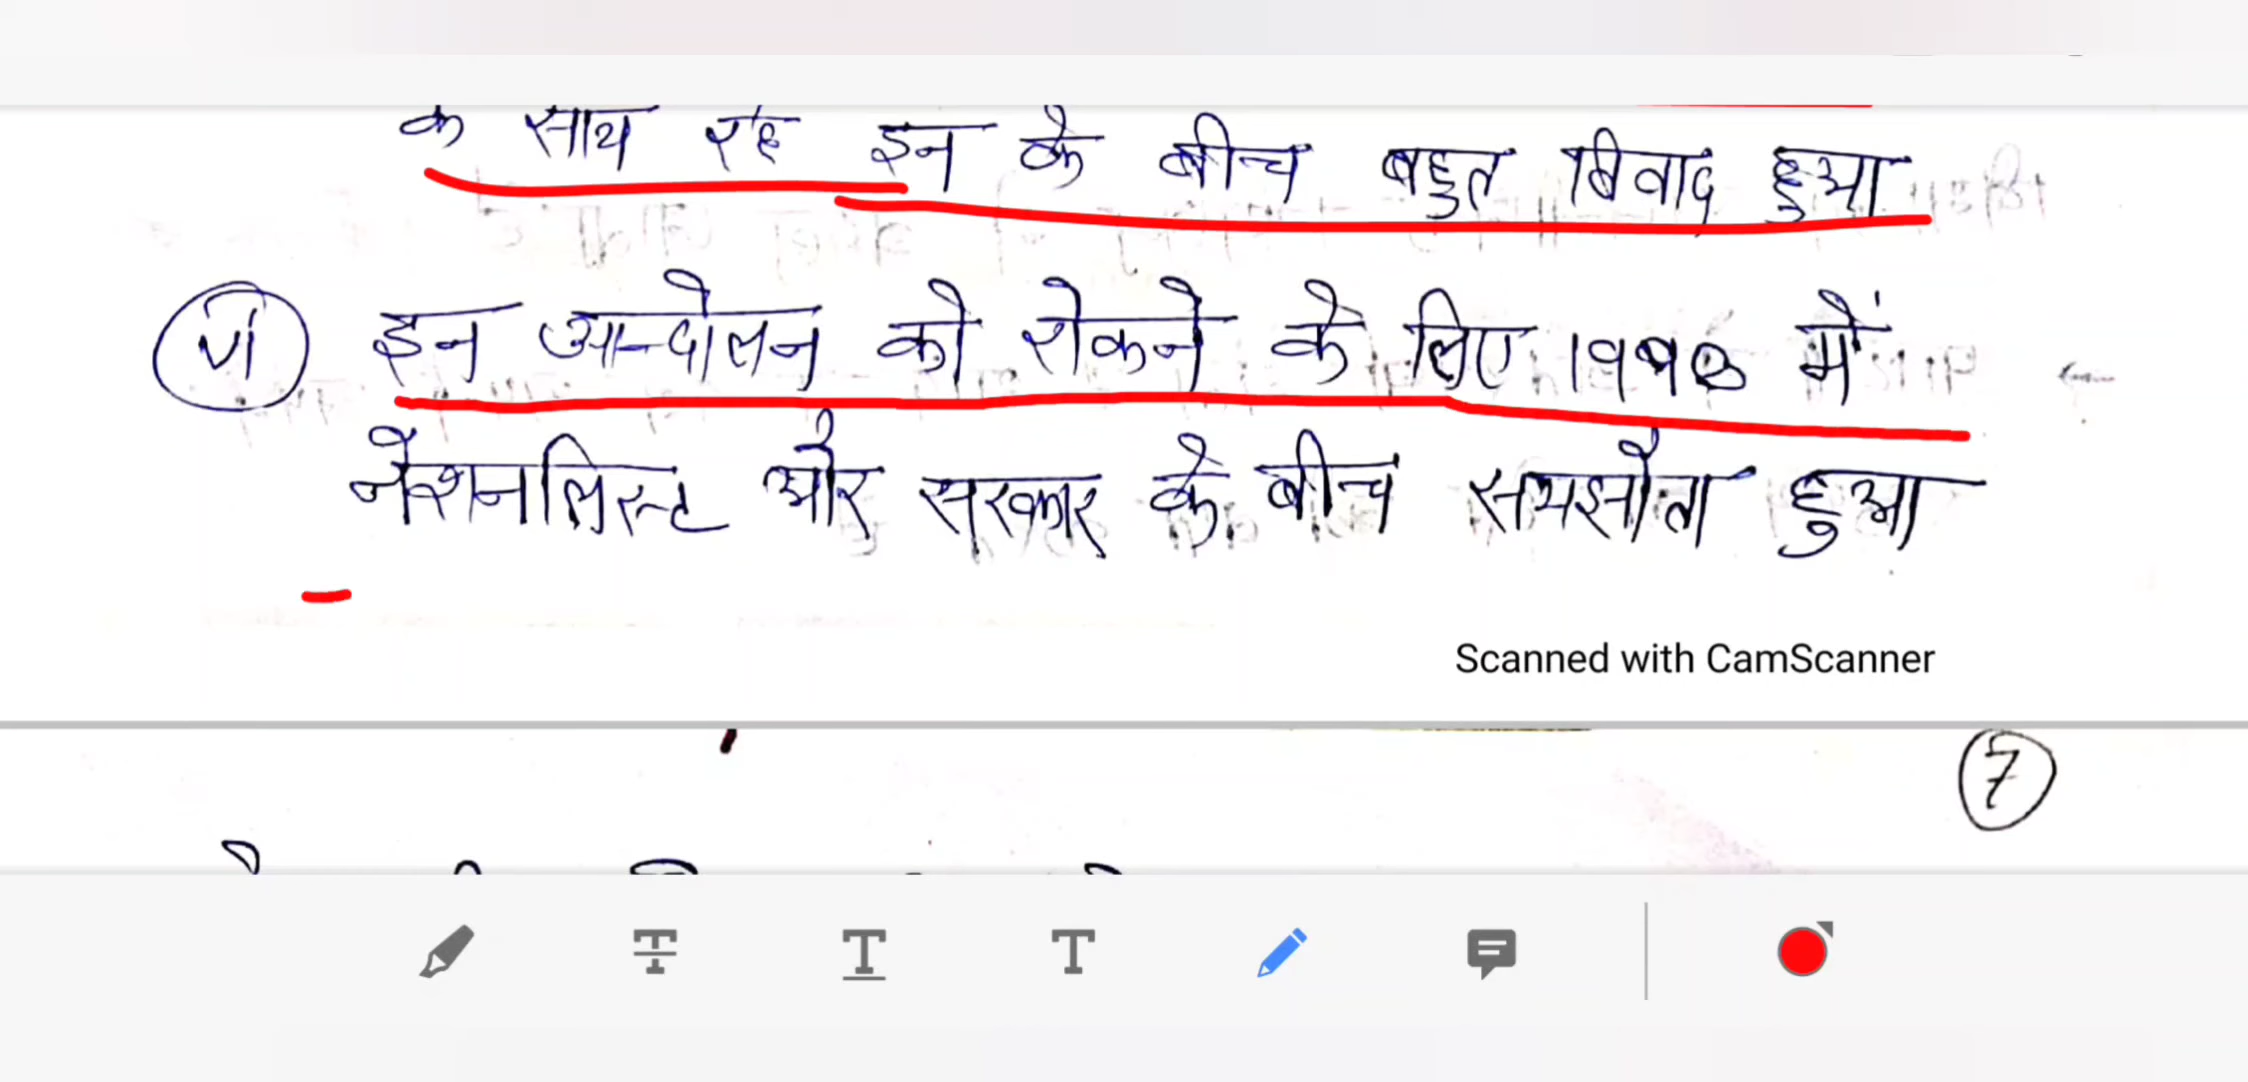 के साथ रहे इन के बीच बहुत विवाद हुआ
vi इन आन्दोलन को रोकने के लिए 1998 में
नेशनलिस्ट और सरकार के बीच समझौता हुआ
Scanned with CamScanner
7
T T T